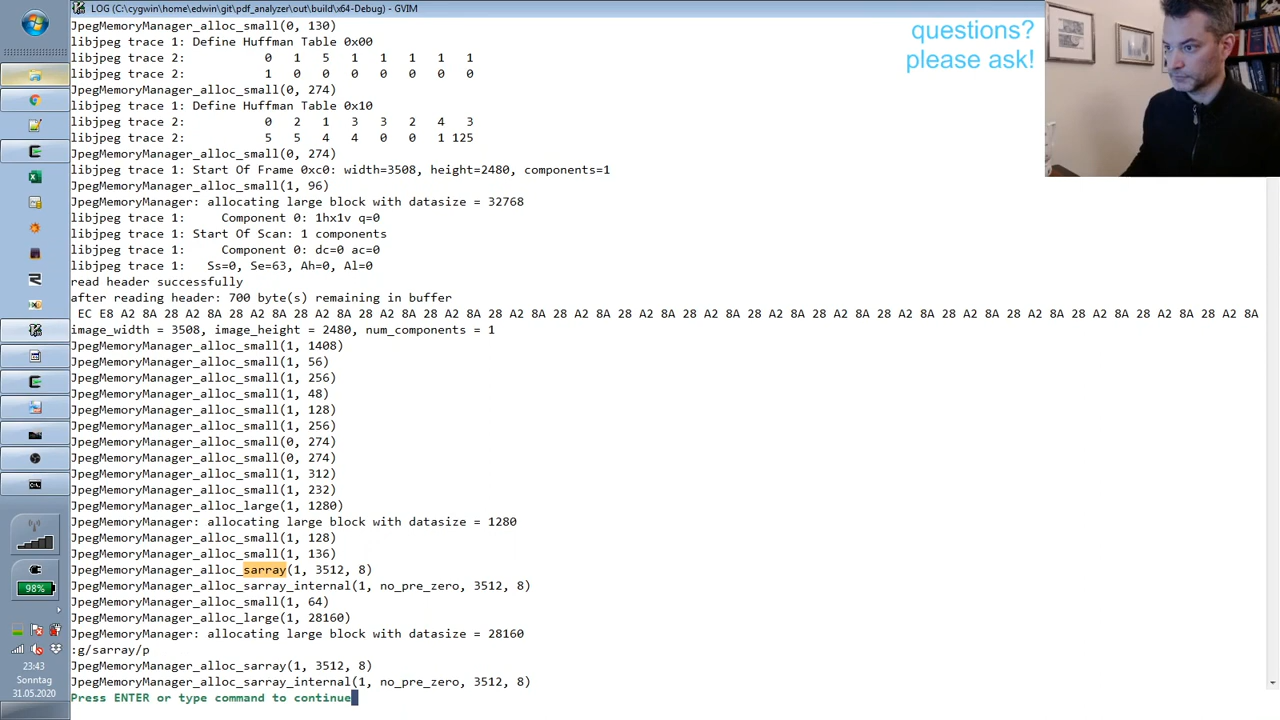 LOG (C:\cygwin\home\edwin\git\pdf_analyzer\out\build\x64-Debug) - GVIM
questions?
please ask!
JpegMemoryManager_alloc_small(0, 130)
libjpeg trace 1: Define Huffman Table 0x00
libjpeg trace 2:          0   1   5   1   1   1   1   1
libjpeg trace 2:          1   0   0   0   0   0   0   0
JpegMemoryManager_alloc_small(0, 274)
libjpeg trace 1: Define Huffman Table 0x10
libjpeg trace 2:          0   2   1   3   3   2   4   3
libjpeg trace 2:          5   5   4   4   0   0   1 125
JpegMemoryManager_alloc_small(0, 274)
libjpeg trace 1: Start Of Frame 0xc0: width=3508, height=2480, components=1
JpegMemoryManager_alloc_small(1, 96)
JpegMemoryManager: allocating large block with datasize = 32768
libjpeg trace 1:     Component 0: 1hx1v q=0
libjpeg trace 1: Start Of Scan: 1 components
libjpeg trace 1:     Component 0: dc=0 ac=0
libjpeg trace 1:   Ss=0, Se=63, Ah=0, Al=0
read header successfully
after reading header: 700 byte(s) remaining in buffer
 EC E8 A2 8A 28 A2 8A 28 A2 8A 28 A2 8A 28 A2 8A 28 A2 8A 28 A2 8A 28 A2 8A 28 A2 8A 28 A2 8A 28 A2 8A 28 A2 8A 28 A2 8A 28 A2 8A 28 A2 8A 28 A2 8A 28 A2 8A 28 A2 8A
image_width = 3508, image_height = 2480, num_components = 1
JpegMemoryManager_alloc_small(1, 1408)
JpegMemoryManager_alloc_small(1, 56)
JpegMemoryManager_alloc_small(1, 256)
JpegMemoryManager_alloc_small(1, 48)
JpegMemoryManager_alloc_small(1, 128)
JpegMemoryManager_alloc_small(1, 256)
JpegMemoryManager_alloc_small(0, 274)
JpegMemoryManager_alloc_small(0, 274)
JpegMemoryManager_alloc_small(1, 312)
JpegMemoryManager_alloc_small(1, 232)
JpegMemoryManager_alloc_large(1, 1280)
JpegMemoryManager: allocating large block with datasize = 1280
JpegMemoryManager_alloc_small(1, 128)
JpegMemoryManager_alloc_small(1, 136)
JpegMemoryManager_alloc_sarray(1, 3512, 8)
JpegMemoryManager_alloc_sarray_internal(1, no_pre_zero, 3512, 8)
JpegMemoryManager_alloc_small(1, 64)
JpegMemoryManager_alloc_large(1, 28160)
JpegMemoryManager: allocating large block with datasize = 28160
:g/sarray/p
JpegMemoryManager_alloc_sarray(1, 3512, 8)
JpegMemoryManager_alloc_sarray_internal(1, no_pre_zero, 3512, 8)
Press ENTER or type command to continue
98%
23:43
Sonntag
31.05.2020